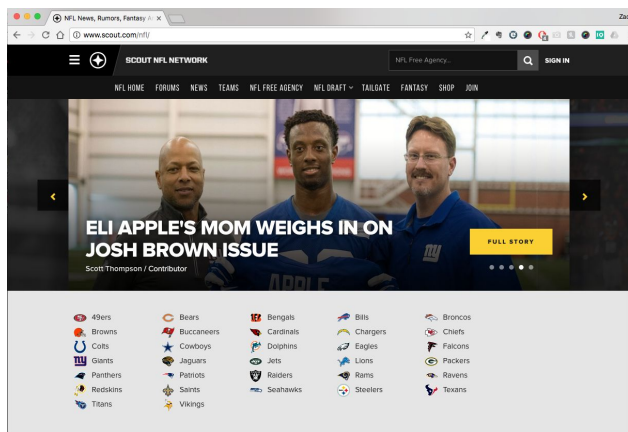 NFL News, Rumors, Fantasy Ad
Zac
www.scout.com/nfl/
SCOUT NFL NETWORK
NFL Free Agency...
SIGN IN
NFL HOME FORUMS NEWS TEAMS NFL FREE AGENCY NFL DRAFT TAILGATE FANTASY SHOP JOIN
ny
APPLE
ELI APPLE'S MOM WEIGHS IN ON
JOSH BROWN ISSUE
Scott Thompson / Contributor
FULL STORY
49ers Bears Bengals Bills Broncos
Browns Buccaneers Cardinals Chargers Chiefs
Colts Cowboys Dolphins Eagles Falcons
Giants Jaguars Jets Lions Packers
Panthers Patriots Raiders Rams Ravens
Redskins Saints Seahawks Steelers Texans
Titans Vikings